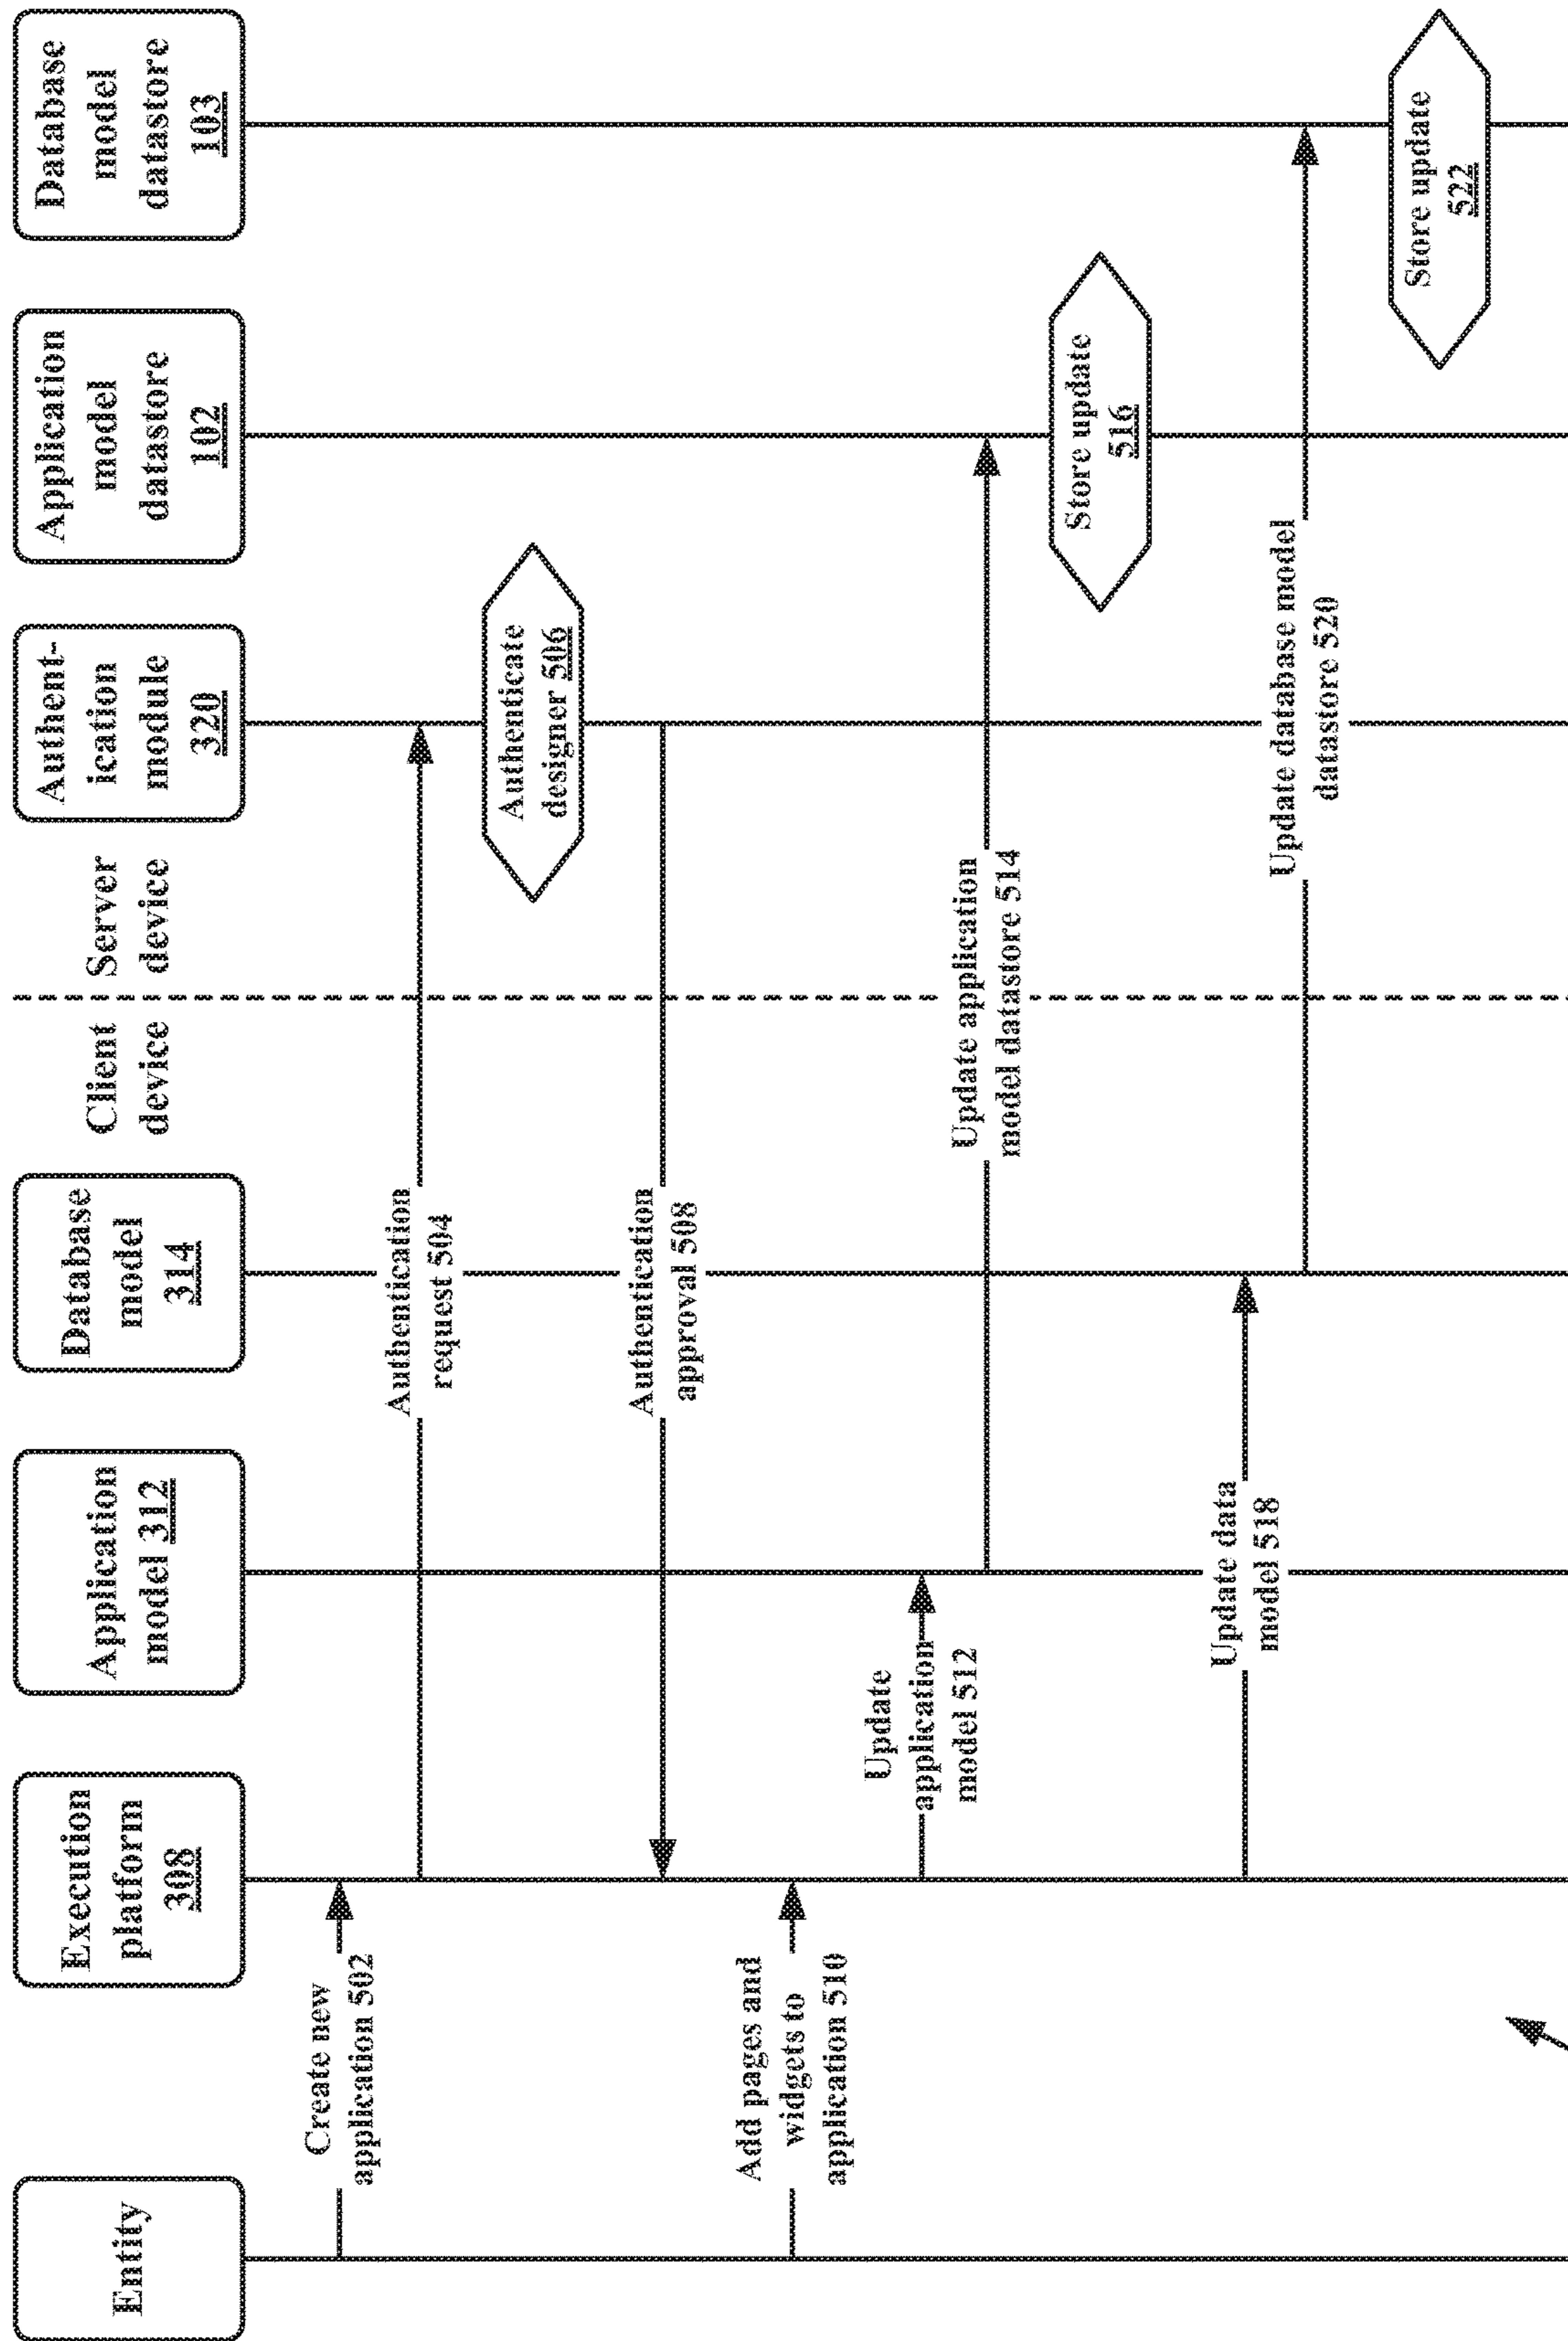 Entity
Execution
platform
308
Application
model 312
Database
model
314
Client
device
Server
device
Authent-
ication
module
320
Application
model
datastore
102
Database
model
datastore
103
Create new
application 502
Authentication
request 504
Authenticate
designer 506
Authentication
approval 508
Add pages and
widgets to
application 510
Update
application
model 512
Update application
model datastore 514
Store update
516
Update data
model 518
Update database model
datastore 520
Store update
522